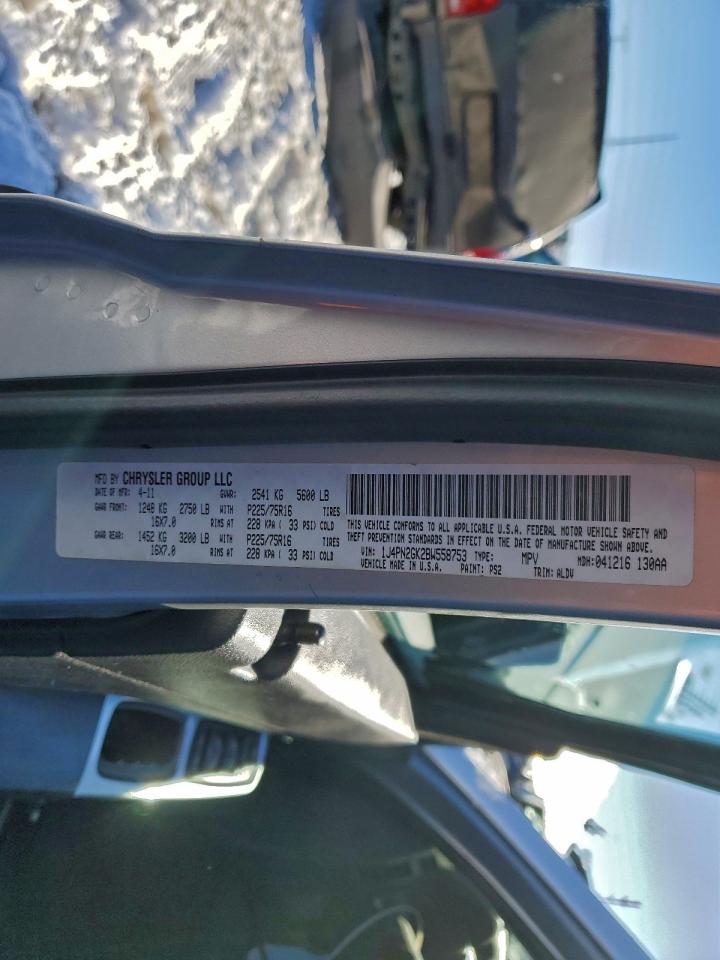 MFD BY CHRYSLER GROUP LLC
DATE OF MFR: 4-11 GVWR: 2541 KG 5600 LB
GAWR FRONT: 1248 KG 2750 LB WITH P225/75R16 TIRES
16X7.0 RIMS AT 228 KPA ( 33 PSI) COLD
GAWR REAR: 1452 KG 3200 LB WITH P225/75R16 TIRES
16X7.0 RIMS AT 228 KPA ( 33 PSI) COLD
THIS VEHICLE CONFORMS TO ALL APPLICABLE U.S.A. FEDERAL MOTOR VEHICLE SAFETY AND
THEFT PREVENTION STANDARDS IN EFFECT ON THE DATE OF MANUFACTURE SHOWN ABOVE.
VIN: 1J4PN2GK2BW558753 TYPE: MPV MDH: 041216 130AA
VEHICLE MADE IN U.S.A. PAINT: PS2 TRIM: ALDV